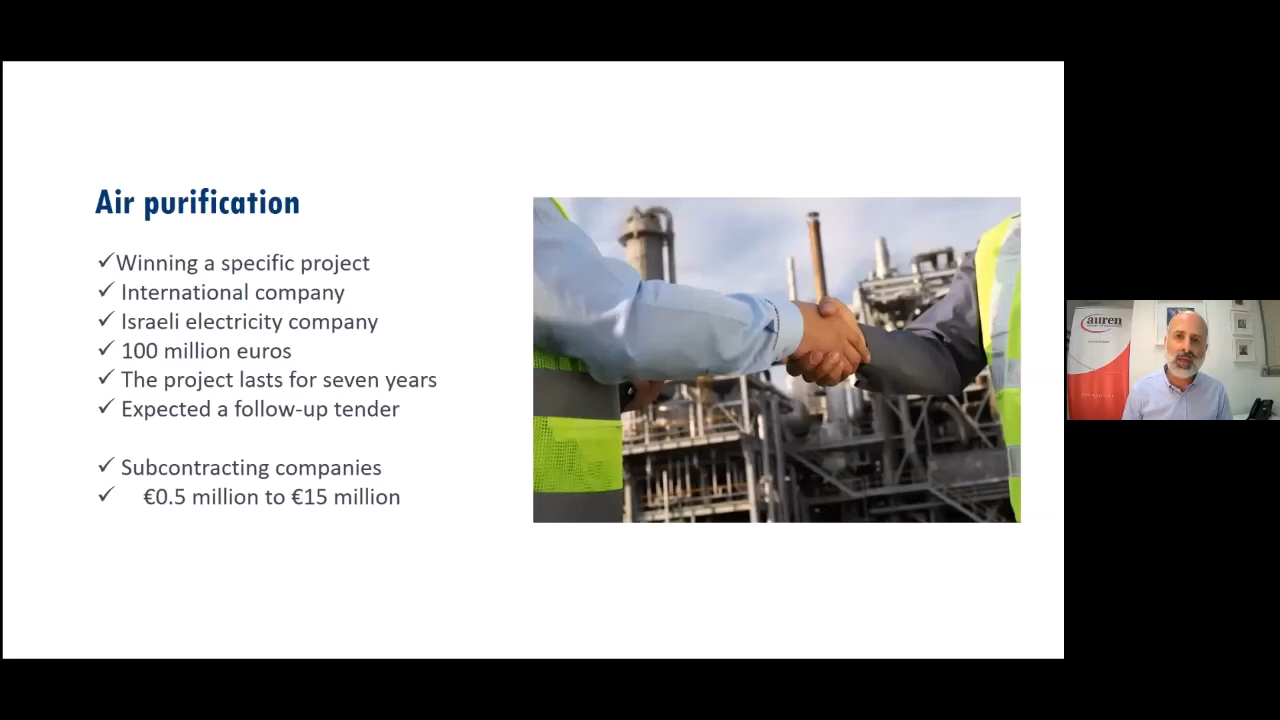 Air purification
✓Winning a specific project
✓ International company
✓ Israeli electricity company
✓ 100 million euros
✓ The project lasts for seven years
✓ Expected a follow-up tender
✓ Subcontracting companies
✓ €0.5 million to €15 million
auren